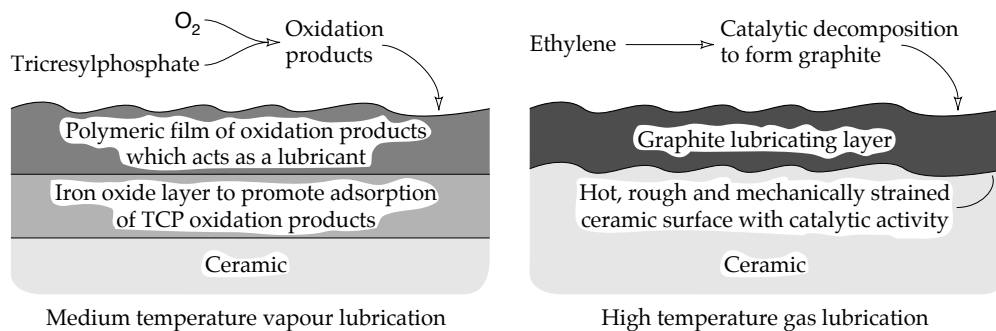 O2
Oxidation
products
Tricresylphosphate
Polymeric film of oxidation products
which acts as a lubricant
Iron oxide layer to promote adsorption
of TCP oxidation products
Ceramic
Medium temperature vapour lubrication
Ethylene
Catalytic decomposition
to form graphite
Graphite lubricating layer
Hot, rough and mechanically strained
ceramic surface with catalytic activity
Ceramic
High temperature gas lubrication